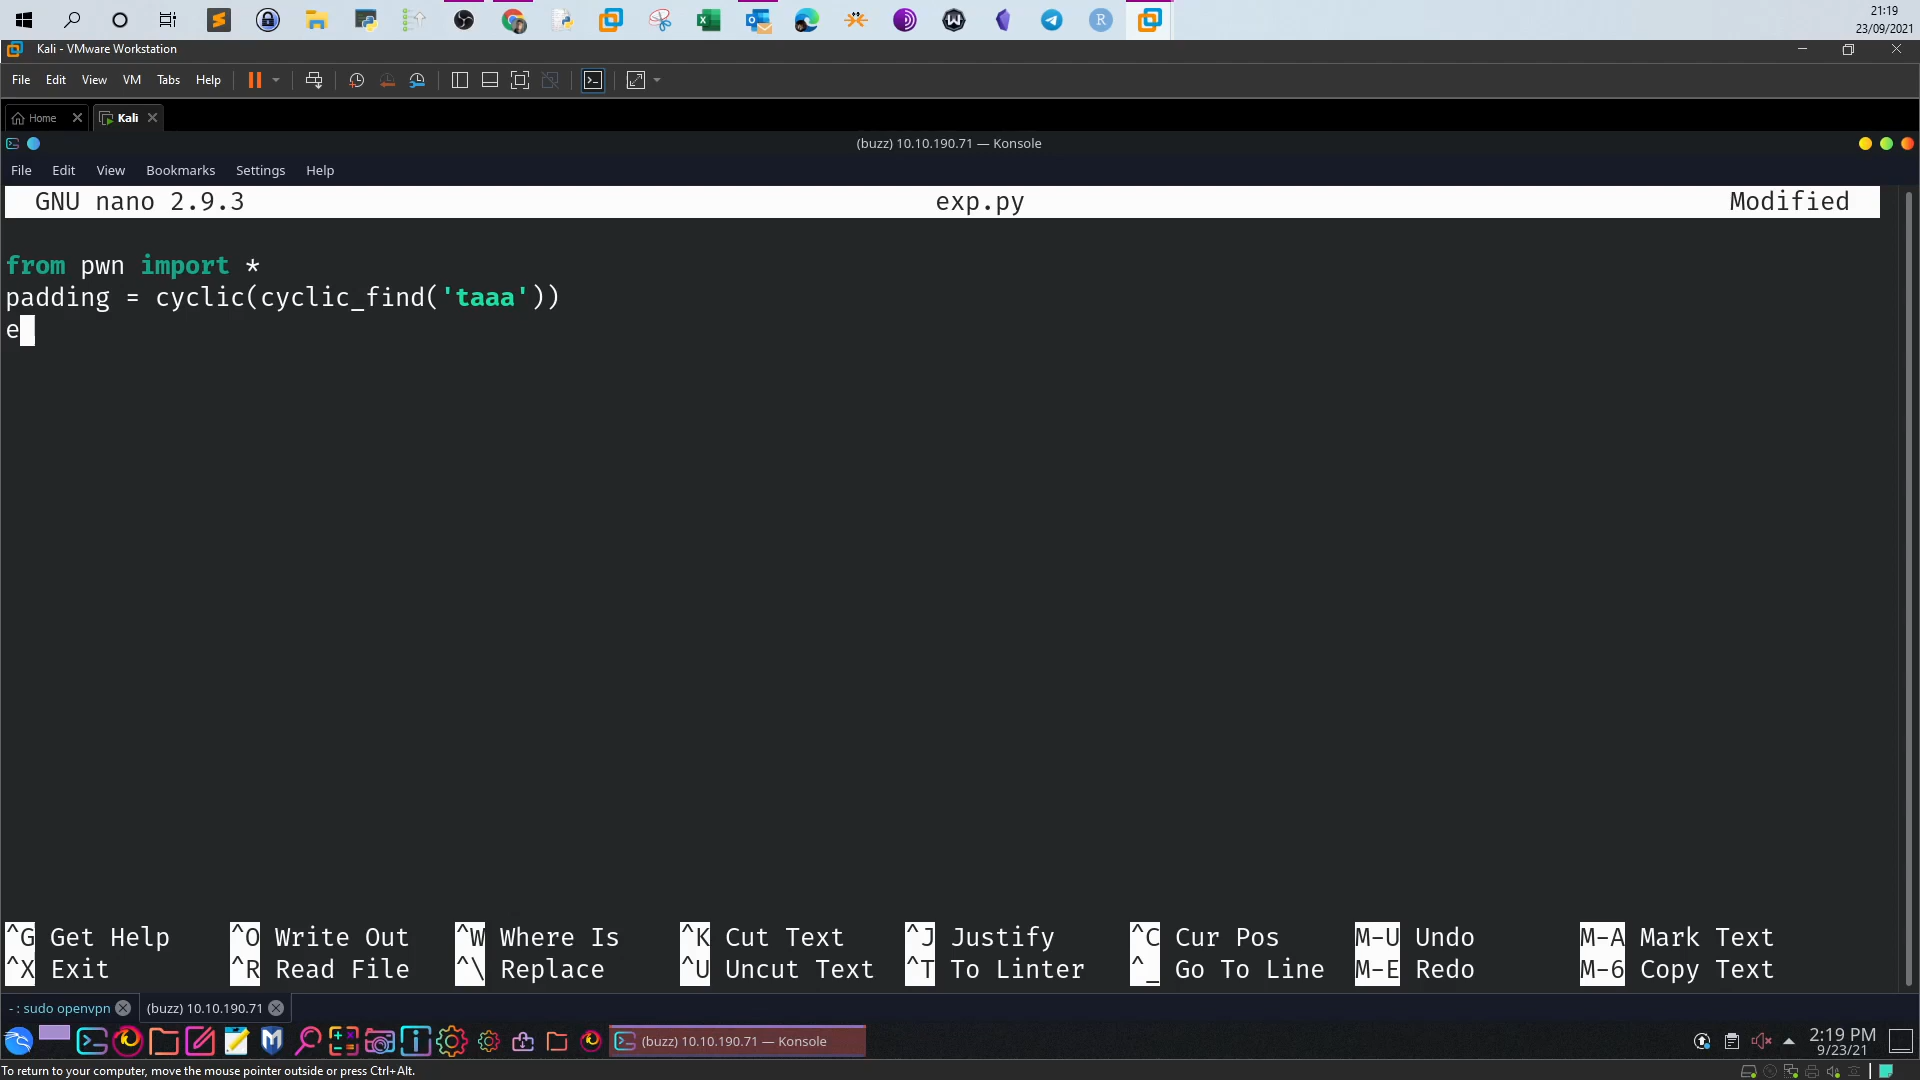 21:19
23/09/2021
Kali - VMware Workstation
File Edit View VM Tabs Help
Home Kali
(buzz) 10.10.190.71 — Konsole
File Edit View Bookmarks Settings Help
GNU nano 2.9.3 exp.py Modified
from pwn import *
padding = cyclic(cyclic_find('taaa'))
e
^G Get Help ^O Write Out ^W Where Is ^K Cut Text ^J Justify ^C Cur Pos M-U Undo M-A Mark Text
^X Exit ^R Read File ^\ Replace ^U Uncut Text ^T To Linter ^_ Go To Line M-E Redo M-6 Copy Text
- : sudo openvpn (buzz) 10.10.190.71
(buzz) 10.10.190.71 — Konsole
2:19 PM
9/23/21
To return to your computer, move the mouse pointer outside or press Ctrl+Alt.